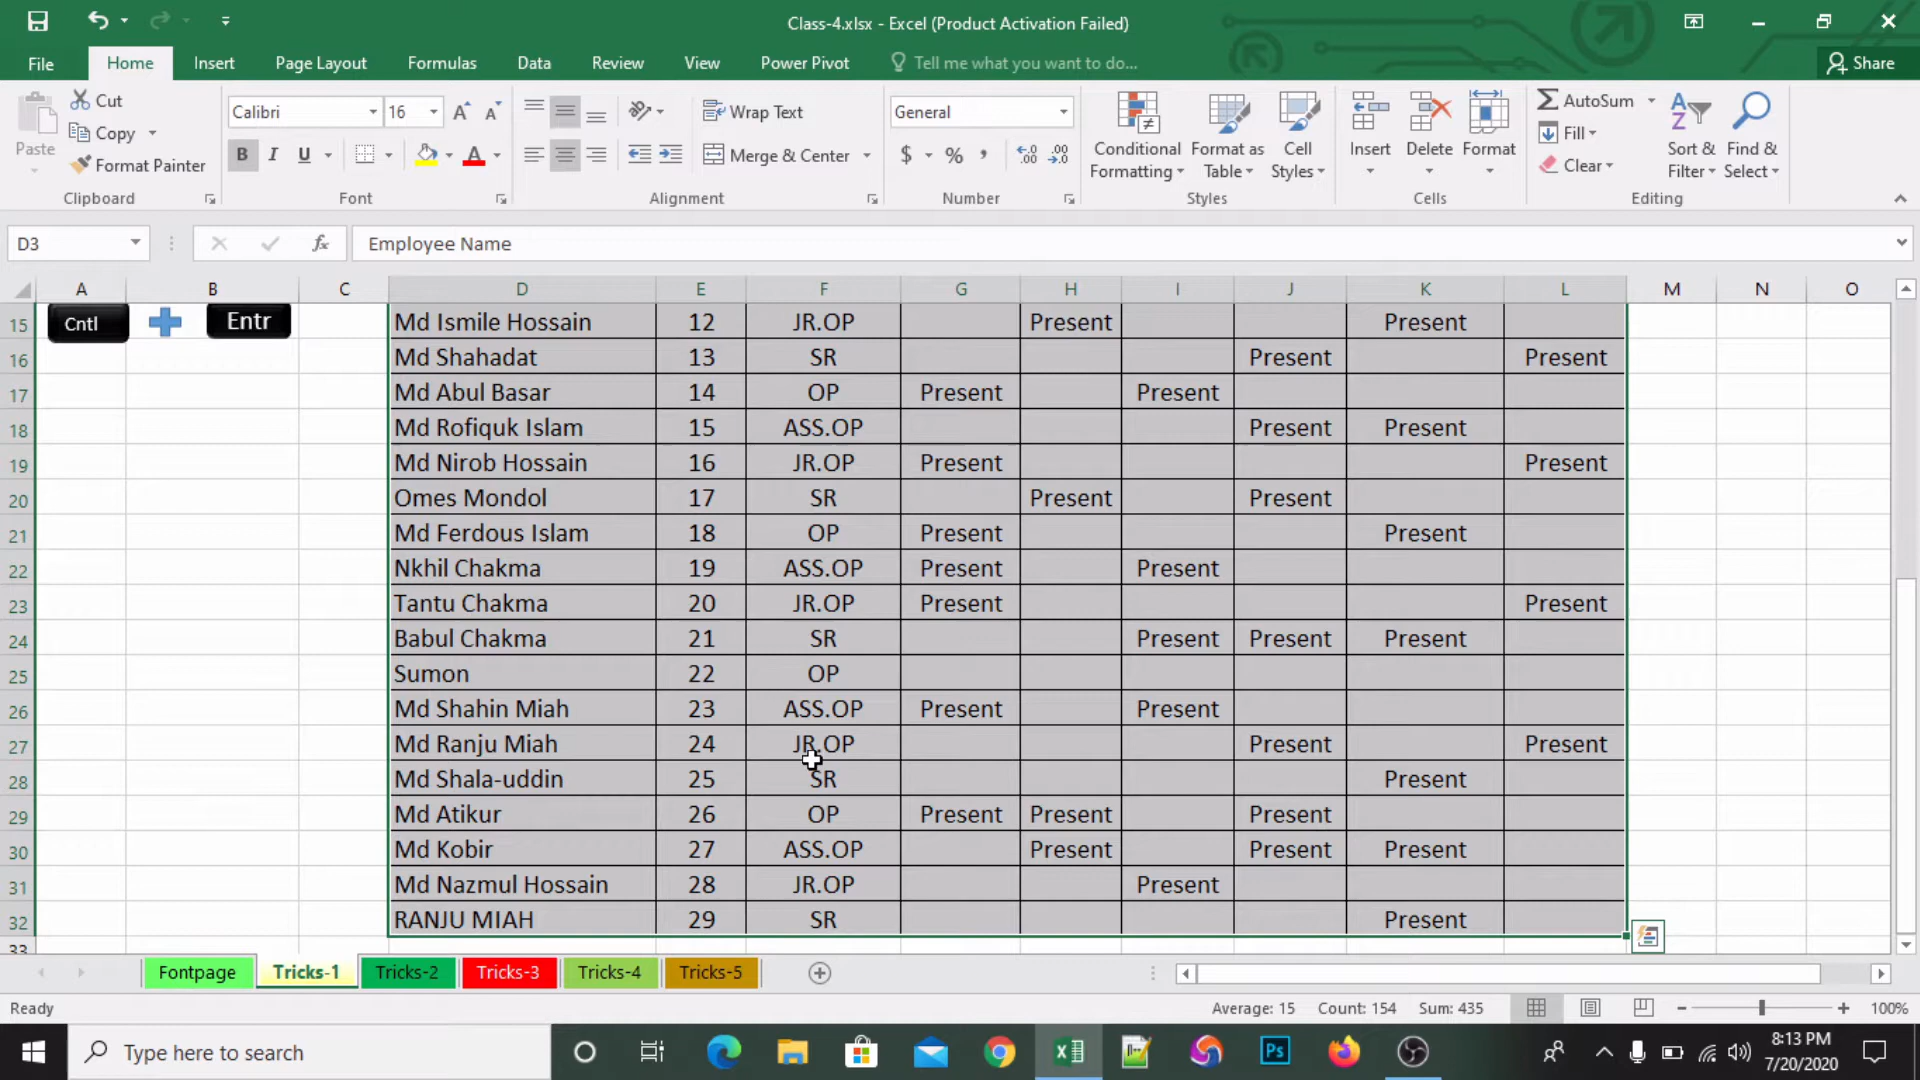 Class-4.xlsx - Excel (Product Activation Failed)
File Home Insert Page Layout Formulas Data Review View Power Pivot Tell me what you want to do... Share
Paste
Cut
Copy
Format Painter
Clipboard
Calibri 16
B I U A
Font
Wrap Text
Merge & Center
Alignment
General
$ % ,
Number
Conditional Formatting
Format as Table
Cell Styles
Styles
Insert
Delete
Format
Cells
AutoSum
Fill
Clear
Sort & Filter
Find & Select
Editing
D3 fx Employee Name
A B C D E F G H I J K L M N O
Cntl Entr
15 Md Ismile Hossain 12 JR.OP Present Present
16 Md Shahadat 13 SR Present Present
17 Md Abul Basar 14 OP Present Present
18 Md Rofiquk Islam 15 ASS.OP Present Present
19 Md Nirob Hossain 16 JR.OP Present Present
20 Omes Mondol 17 SR Present Present
21 Md Ferdous Islam 18 OP Present Present
22 Nkhil Chakma 19 ASS.OP Present Present
23 Tantu Chakma 20 JR.OP Present Present
24 Babul Chakma 21 SR Present Present Present
25 Sumon 22 OP
26 Md Shahin Miah 23 ASS.OP Present Present
27 Md Ranju Miah 24 JR.OP Present Present
28 Md Shala-uddin 25 SR Present
29 Md Atikur 26 OP Present Present Present
30 Md Kobir 27 ASS.OP Present Present Present
31 Md Nazmul Hossain 28 JR.OP Present
32 RANJU MIAH 29 SR Present
33
Fontpage Tricks-1 Tricks-2 Tricks-3 Tricks-4 Tricks-5
Ready Average: 15 Count: 154 Sum: 435 100%
Type here to search
Ps
8:13 PM
7/20/2020